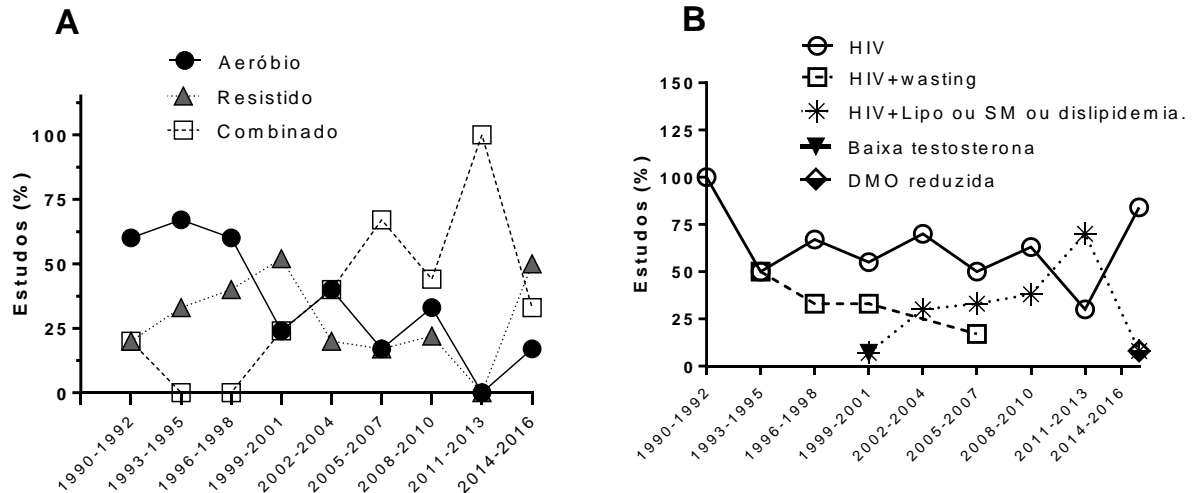 A
Aeróbio
Resistido
Combinado
Estudos (%)
100
75
50
25
0
1990-1992
1993-1995
1996-1998
1999-2001
2002-2004
2005-2007
2008-2010
2011-2013
2014-2016
B
HIV
HIV+wasting
HIV+Lipo ou SM ou dislipidemia.
Baixa testosterona
DMO reduzida
Estudos (%)
150
125
100
75
50
25
0
1990-1992
1993-1995
1996-1998
1999-2001
2002-2004
2005-2007
2008-2010
2011-2013
2014-2016